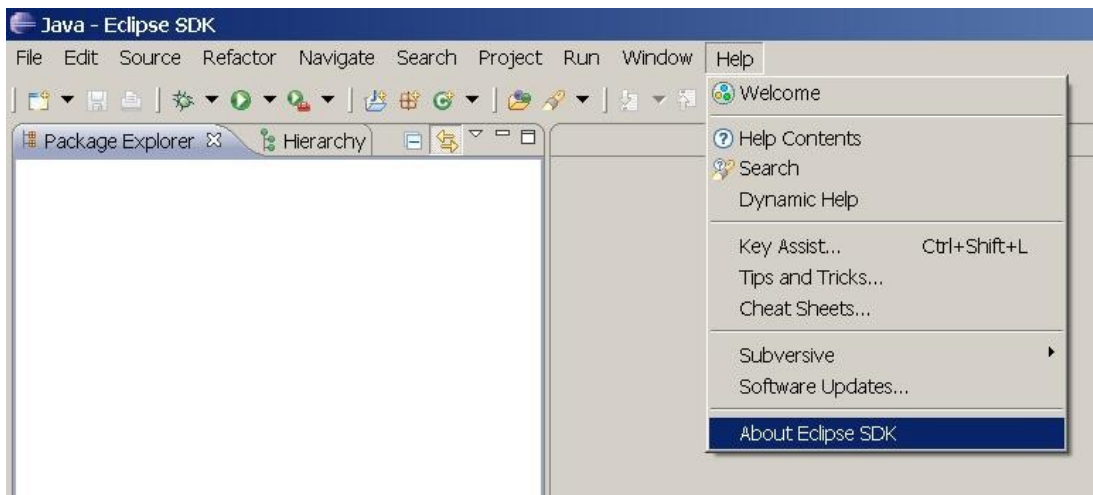 Java - Eclipse SDK
File Edit Source Refactor Navigate Search Project Run Window Help
Package Explorer Hierarchy
Welcome
Help Contents
Search
Dynamic Help
Key Assist... Ctrl+Shift+L
Tips and Tricks...
Cheat Sheets...
Subversive
Software Updates...
About Eclipse SDK